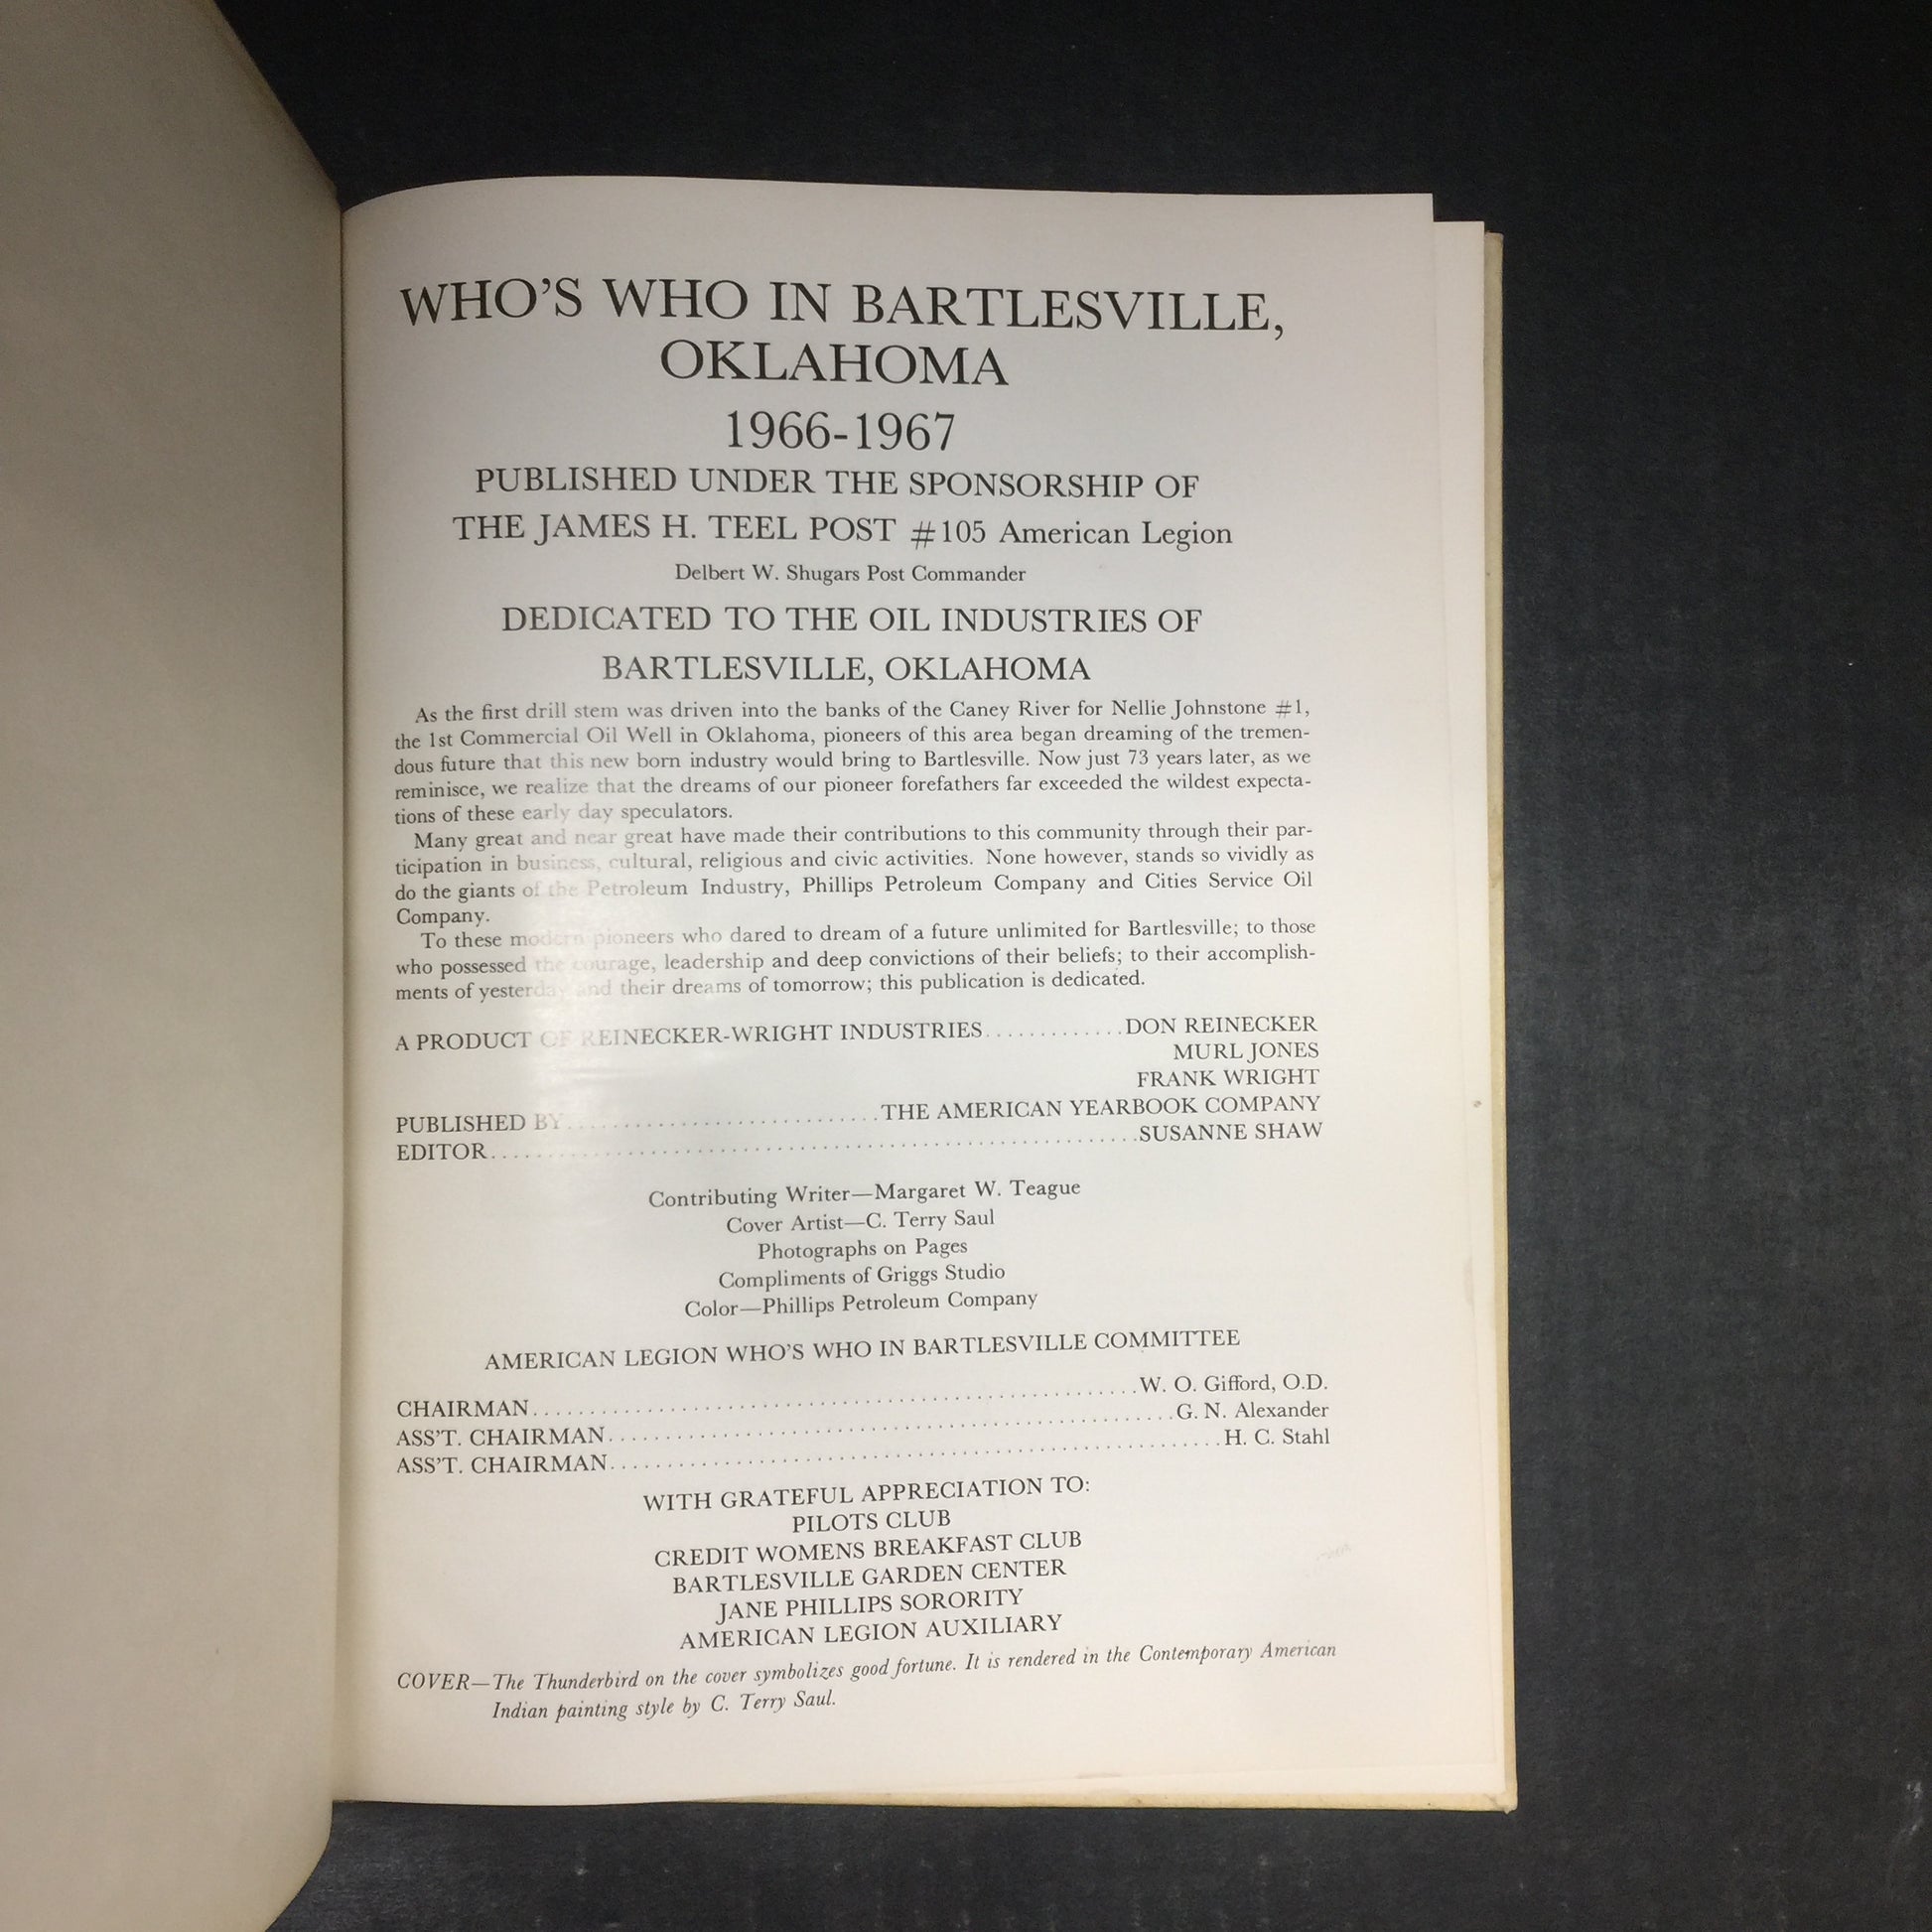 WHO'S WHO IN BARTLESVILLE,
OKLAHOMA
1966-1967
PUBLISHED UNDER THE SPONSORSHIP OF
THE JAMES H. TEEL POST #105 American Legion
Delbert W. Shugars Post Commander
DEDICATED TO THE OIL INDUSTRIES OF
BARTLESVILLE, OKLAHOMA
As the first drill stem was driven into the banks of the Caney River for Nellie Johnstone #1,
the 1st Commercial Oil Well in Oklahoma, pioneers of this area began dreaming of the tremen-
dous future that this new born industry would bring to Bartlesville. Now just 73 years later, as we
reminisce, we realize that the dreams of our pioneer forefathers far exceeded the wildest expecta-
tions of these early day speculators.
Many great and near great have made their contributions to this community through their par-
ticipation in business, cultural, religious and civic activities. None however, stands so vividly as
do the giants of the Petroleum Industry, Phillips Petroleum Company and Cities Service Oil
Company.
To these modern pioneers who dared to dream of a future unlimited for Bartlesville; to those
who possessed the courage, leadership and deep convictions of their beliefs; to their accomplish-
ments of yesterday and their dreams of tomorrow; this publication is dedicated.
A PRODUCT OF REINECKER-WRIGHT INDUSTRIES.............DON REINECKER
MURL JONES
FRANK WRIGHT
PUBLISHED BY............................THE AMERICAN YEARBOOK COMPANY
EDITOR..........................................................SUSANNE SHAW
Contributing Writer—Margaret W. Teague
Cover Artist—C. Terry Saul
Photographs on Pages
Compliments of Griggs Studio
Color—Phillips Petroleum Company
AMERICAN LEGION WHO'S WHO IN BARTLESVILLE COMMITTEE
CHAIRMAN......................................................W. O. Gifford, O.D.
ASS'T. CHAIRMAN..................................................G. N. Alexander
ASS'T. CHAIRMAN......................................................H. C. Stahl
WITH GRATEFUL APPRECIATION TO:
PILOTS CLUB
CREDIT WOMENS BREAKFAST CLUB
BARTLESVILLE GARDEN CENTER
JANE PHILLIPS SORORITY
AMERICAN LEGION AUXILIARY
COVER—The Thunderbird on the cover symbolizes good fortune. It is rendered in the Contemporary American
Indian painting style by C. Terry Saul.